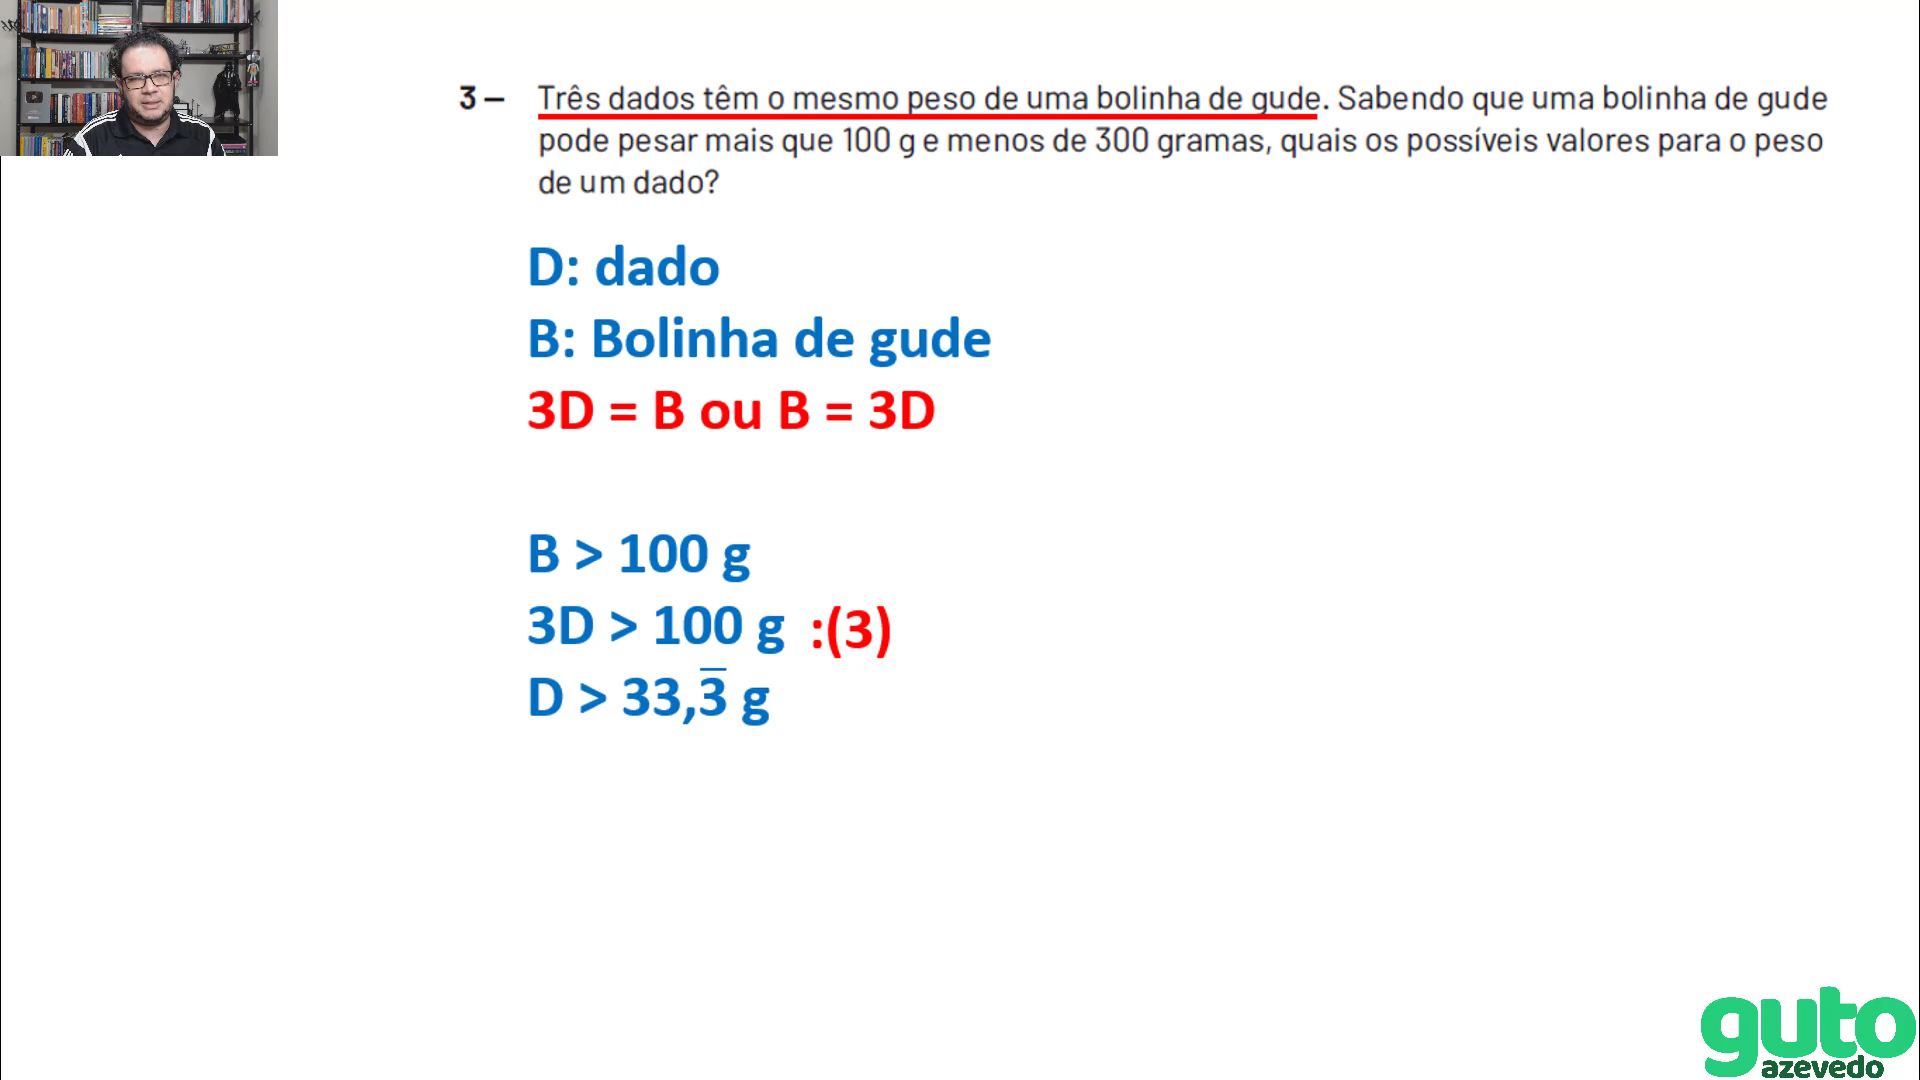 3 – Três dados têm o mesmo peso de uma bolinha de gude. Sabendo que uma bolinha de gude
pode pesar mais que 100 g e menos de 300 gramas, quais os possíveis valores para o peso
de um dado?
D: dado
B: Bolinha de gude
3D = B ou B = 3D
B > 100 g
3D > 100 g :(3)
D > 33,3̅ g
guto
azevedo